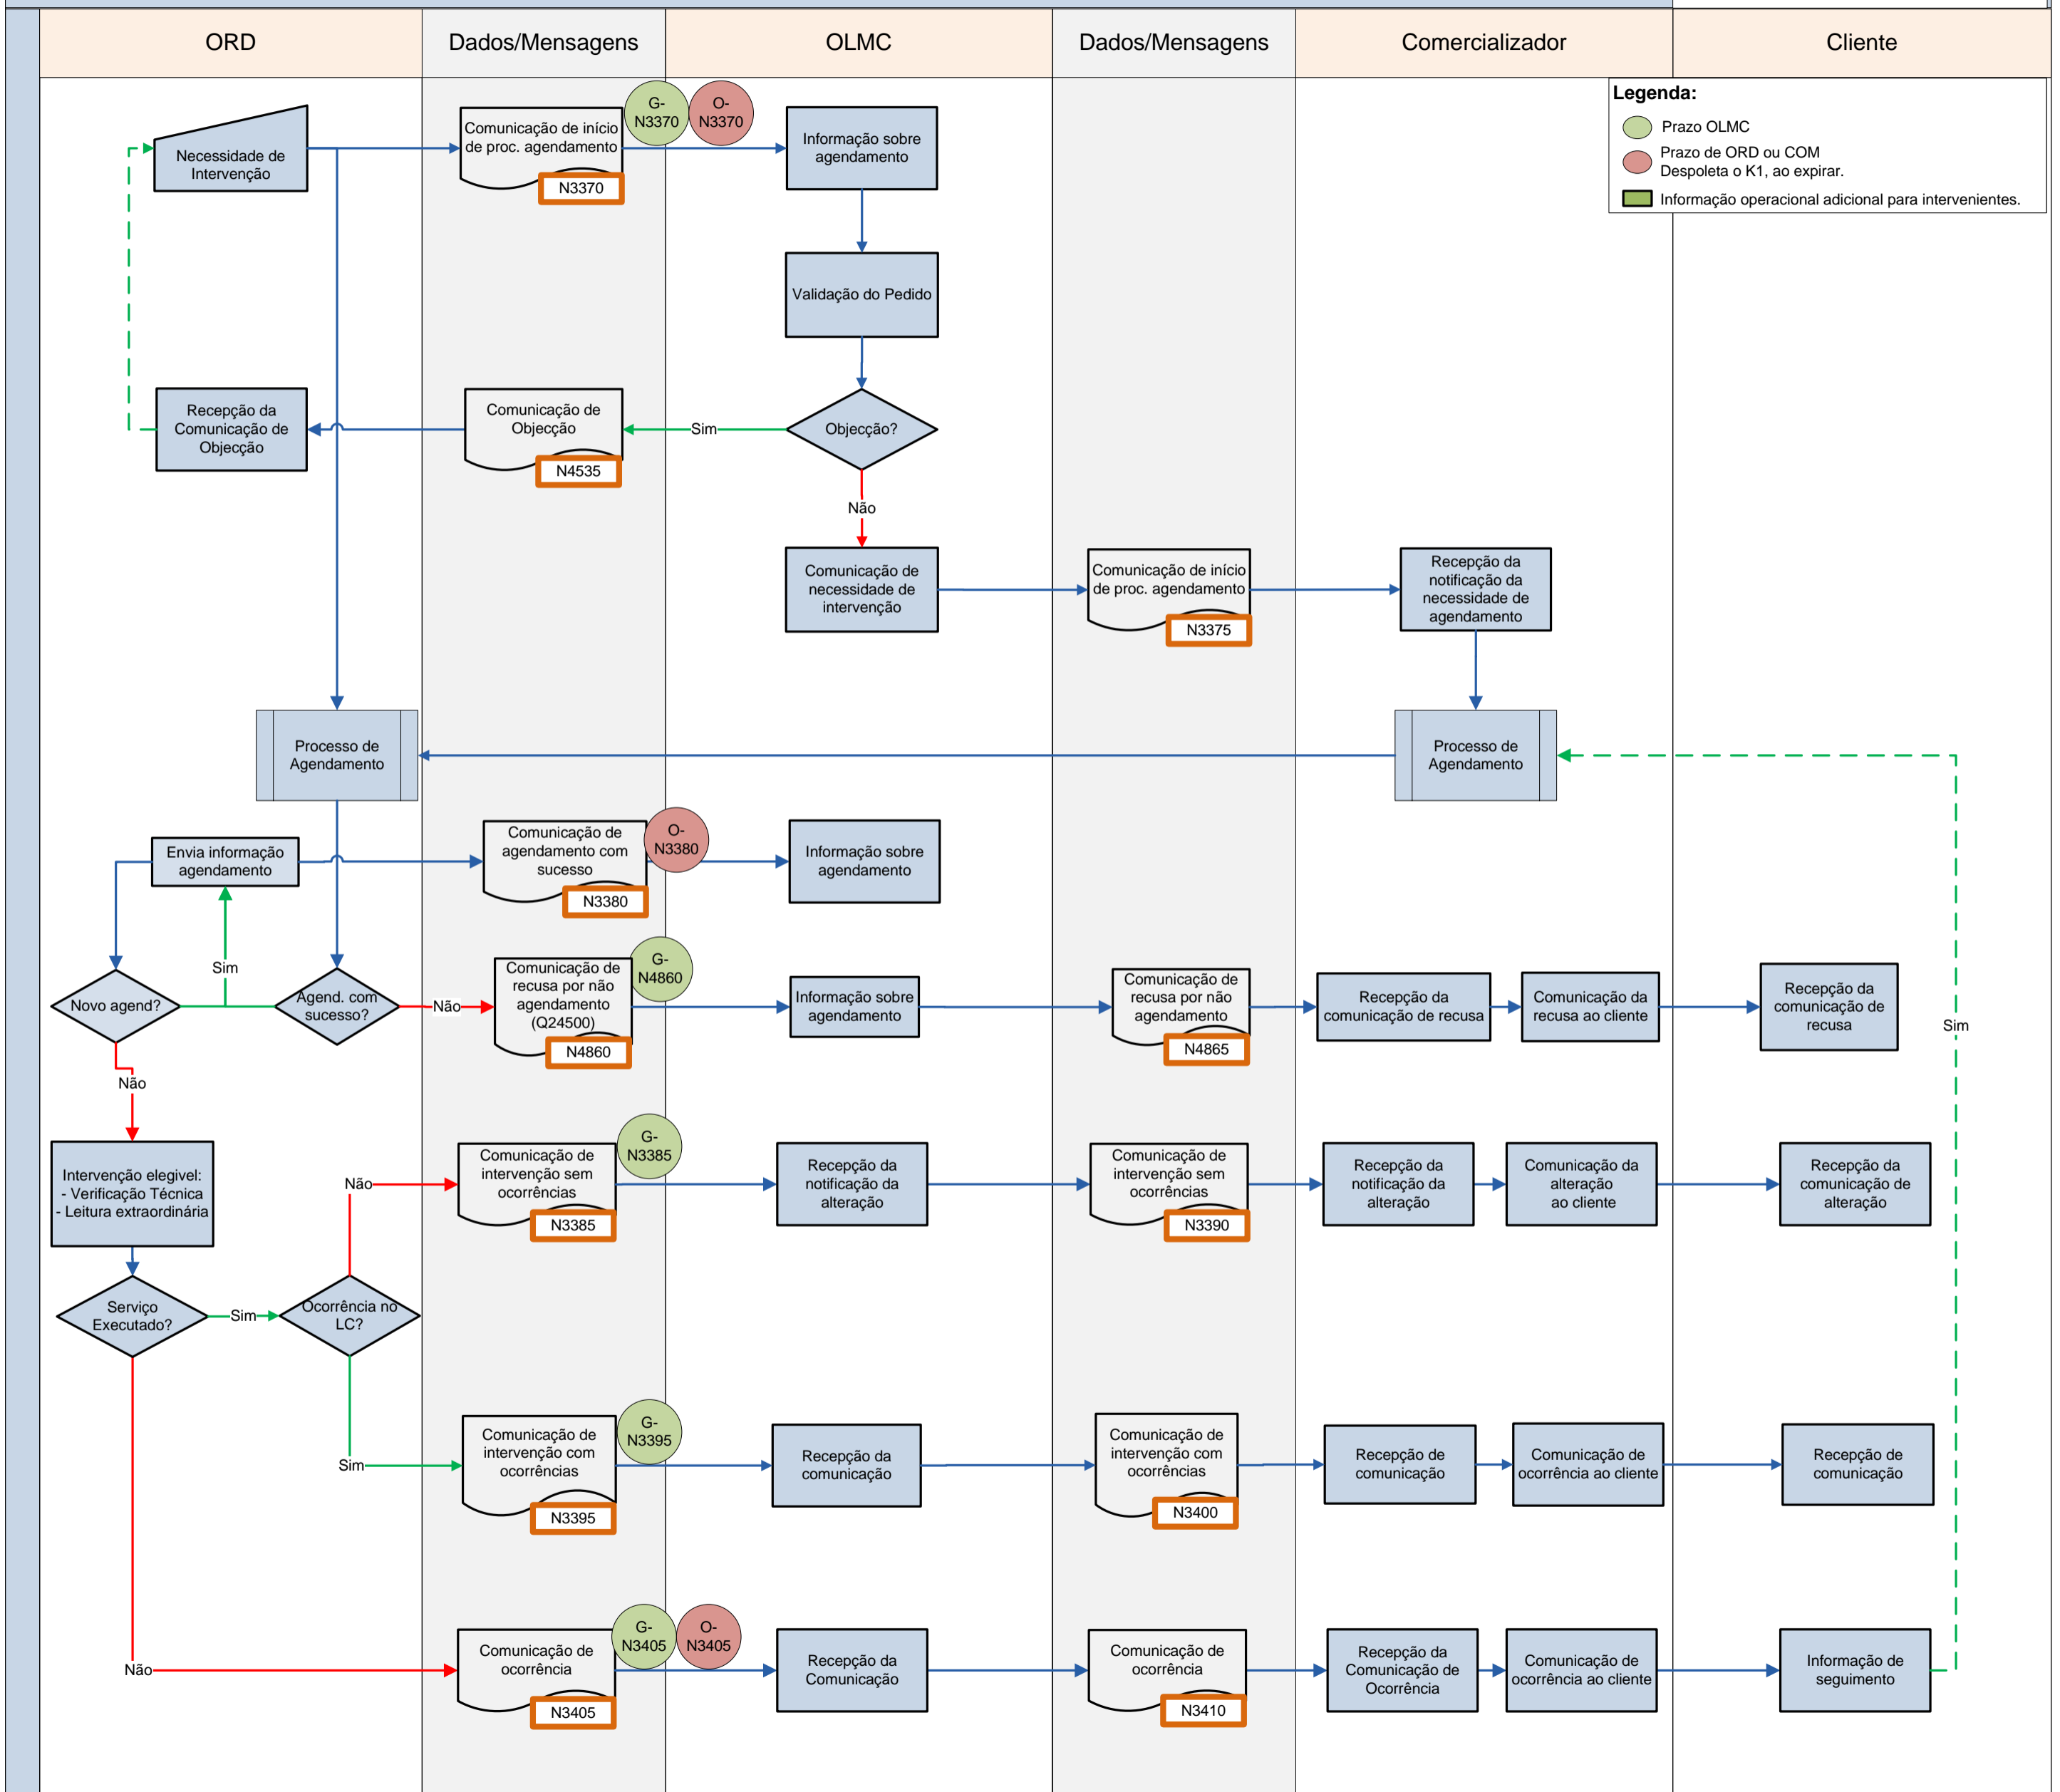 ORD
Dados/Mensagens
OLMC
Dados/Mensagens
Comercializador
Cliente
Legenda:
Prazo OLMC
Prazo de ORD ou COM
Despoleta o K1, ao expirar.
Informação operacional adicional para intervenientes.
Necessidade de
Intervenção
Comunicação de início
de proc. agendamento
N3370
G-
N3370
O-
N3370
Informação sobre
agendamento
Validação do Pedido
Recepção da
Comunicação de
Objecção
Comunicação de
Objecção
N4535
Sim
Objecção?
Não
Comunicação de
necessidade de
intervenção
Comunicação de início
de proc. agendamento
N3375
Recepção da
notificação da
necessidade de
agendamento
Processo de
Agendamento
Processo de
Agendamento
Envia informação
agendamento
Comunicação de
agendamento com
sucesso
N3380
O-
N3380
Informação sobre
agendamento
Novo agend?
Sim
Agend. com
sucesso?
Não
Comunicação de
recusa por não
agendamento
(Q24500)
N4860
G-
N4860
Informação sobre
agendamento
Comunicação de
recusa por não
agendamento
N4865
Recepção da
comunicação de recusa
Comunicação da
recusa ao cliente
Recepção da
comunicação de
recusa
Sim
Não
Intervenção elegivel:
- Verificação Técnica
- Leitura extraordinária
Não
Comunicação de
intervenção sem
ocorrências
N3385
G-
N3385
Recepção da
notificação da
alteração
Comunicação de
intervenção sem
ocorrências
N3390
Recepção da
notificação da
alteração
Comunicação da
alteração
ao cliente
Recepção da
comunicação de
alteração
Serviço
Executado?
Sim
Ocorrência no
LC?
Sim
Comunicação de
intervenção com
ocorrências
N3395
G-
N3395
Recepção da
comunicação
Comunicação de
intervenção com
ocorrências
N3400
Recepção de
comunicação
Comunicação de
ocorrência ao cliente
Recepção de
comunicação
Não
Comunicação de
ocorrência
N3405
G-
N3405
O-
N3405
Recepção da
Comunicação
Comunicação de
ocorrência
N3410
Recepção da
Comunicação de
Ocorrência
Comunicação de
ocorrência ao cliente
Informação de
seguimento